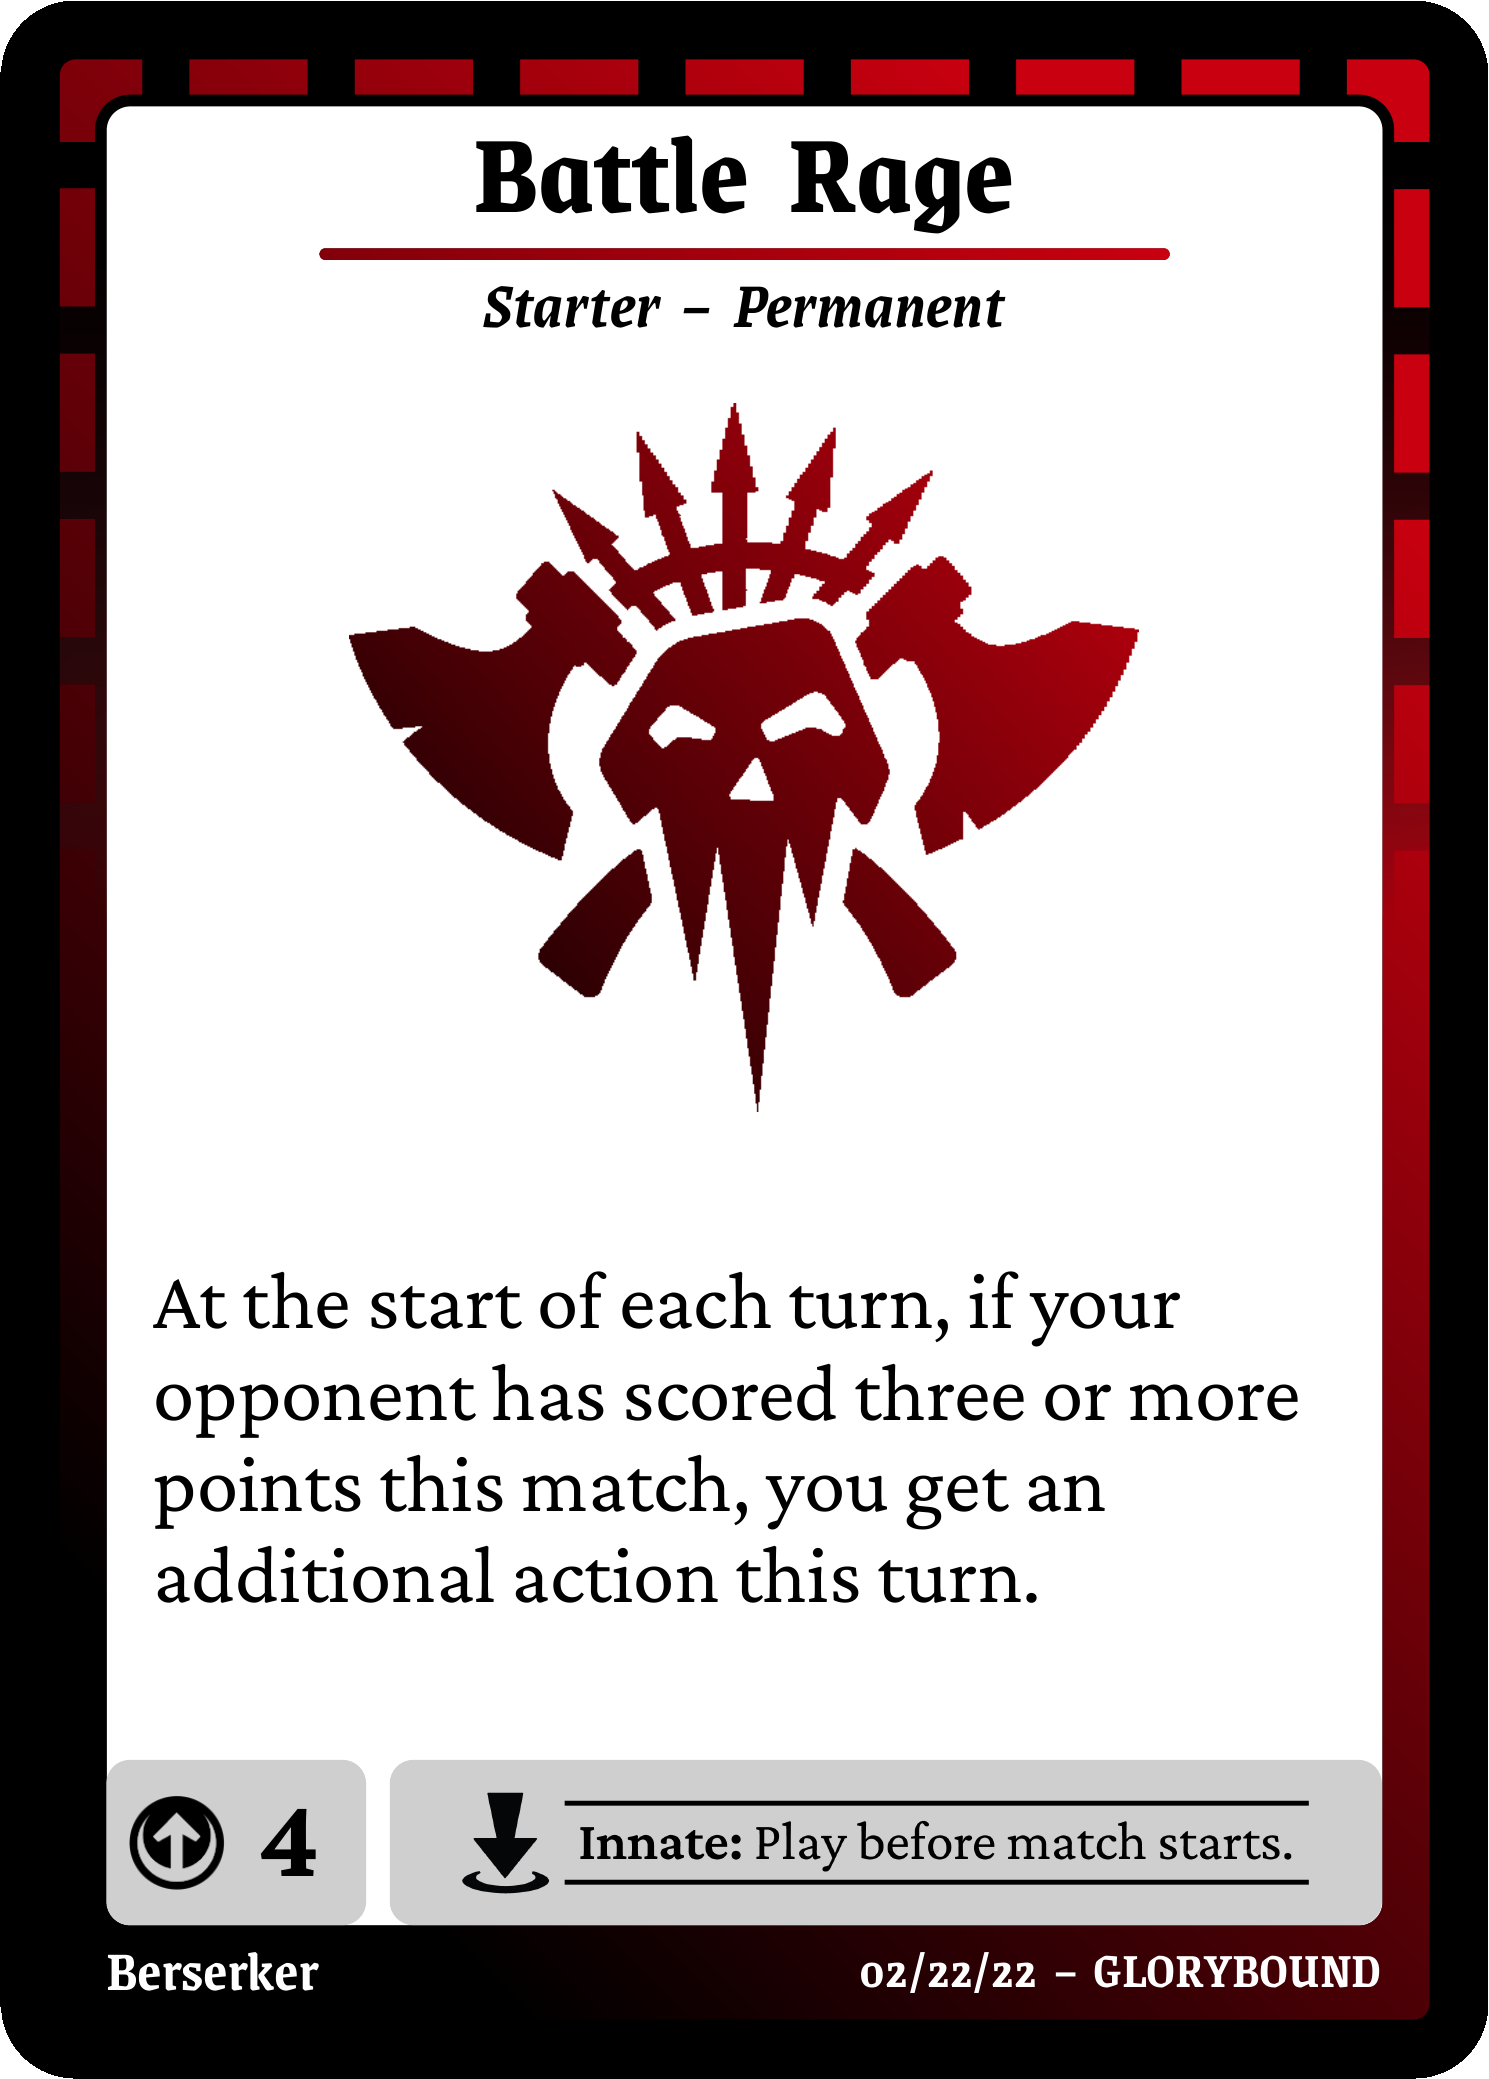 Battle Rage
Starter – Permanent
At the start of each turn, if your
opponent has scored three or more
points this match, you get an
additional action this turn.
4
Innate: Play before match starts.
Berserker
02/22/22 – GLORYBOUND